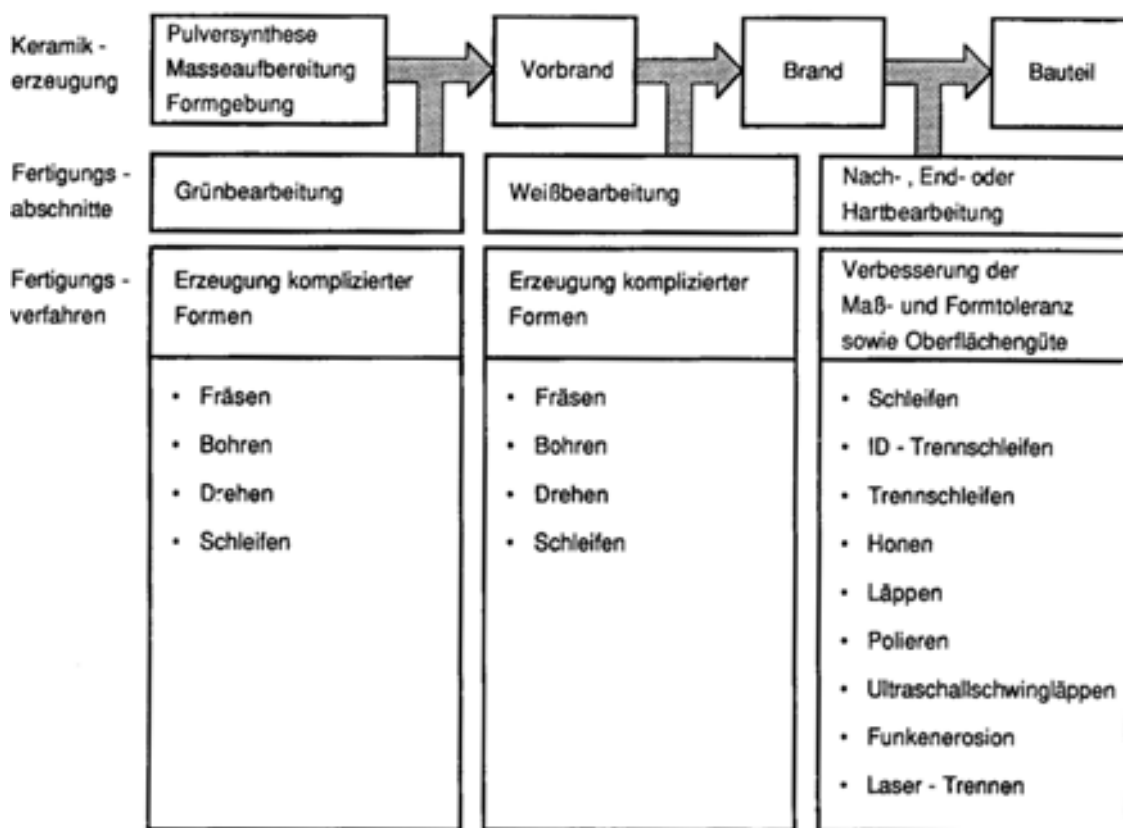 Keramik -
erzeugung
Pulversynthese
Masseaufbereitung
Formgebung
Vorbrand
Brand
Bauteil
Fertigungs -
abschnitte
Grünbearbeitung
Weißbearbeitung
Nach- , End- oder
Hartbearbeitung
Fertigungs -
verfahren
Erzeugung komplizierter
Formen
Erzeugung komplizierter
Formen
Verbesserung der
Maß- und Formtoleranz
sowie Oberflächengüte
• Fräsen
• Bohren
• Drehen
• Schleifen
• Fräsen
• Bohren
• Drehen
• Schleifen
• Schleifen
• ID - Trennschleifen
• Trennschleifen
• Honen
• Läppen
• Polieren
• Ultraschallschwingläppen
• Funkenerosion
• Laser - Trennen